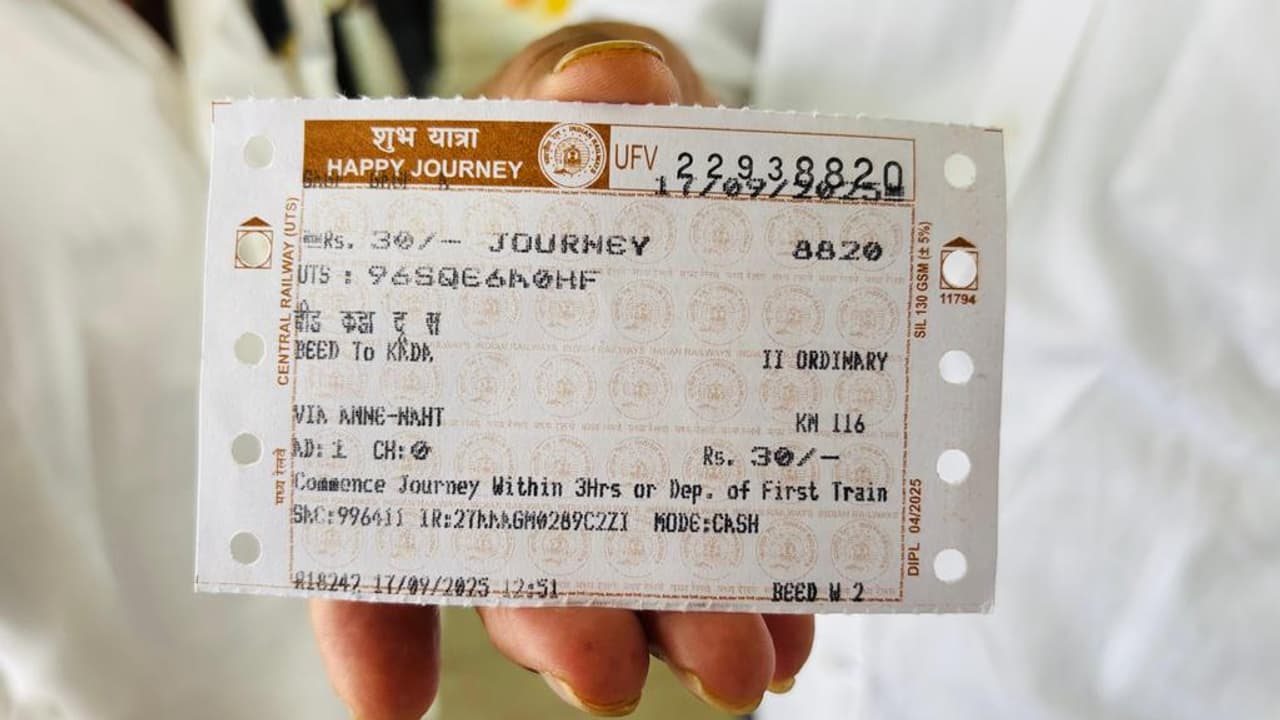 शुभ यात्रा
HAPPY JOURNEY
UFV 22938820
17/09/2025
Rs. 30/- JOURNEY 8820
UTS : 96SQE6A0HF
बीड कडा दू स
BEED To KADA II ORDINARY
VIA ANNE-NAHT KM 116
AD:1 CH:0 Rs. 30/-
Commence Journey Within 3Hrs or Dep. of First Train
SAC:996411 IR:27AAAGM0289C2ZI MODE:CASH
R18242 17/09/2025 12:51 BEED W 2
CENTRAL RAILWAY (UTS)
मध्य रेलवे
SIL 130 GSM (± 5%)
11794
DIPL 04/2025